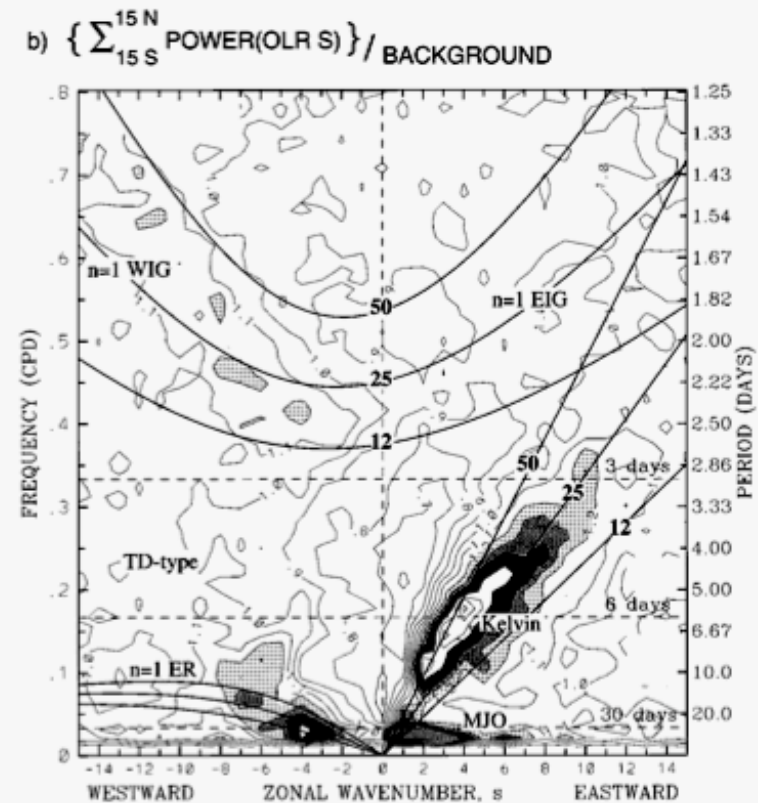 b) { ∑ 15 N 15 S POWER(OLR S) } / BACKGROUND
.8 1.25
1.33
.7 1.43
n=1 WIG 1.54
.6 1.67
n=1 EIG 1.82
50
.5 2.00
25 2.22
.4 12 2.50
50 3 days 2.86
.3 25 3.33
12
TD-type 4.00
.2 5.00
6 days
Kelvin 6.67
.1 1.0 10.0
n=1 ER
MJO 30 days 20.0
0
FREQUENCY (CPD)
PERIOD (DAYS)
-14 -12 -10 -8 -6 -4 -2 0 2 4 6 8 10 12 14
WESTWARD ZONAL WAVENUMBER, s EASTWARD